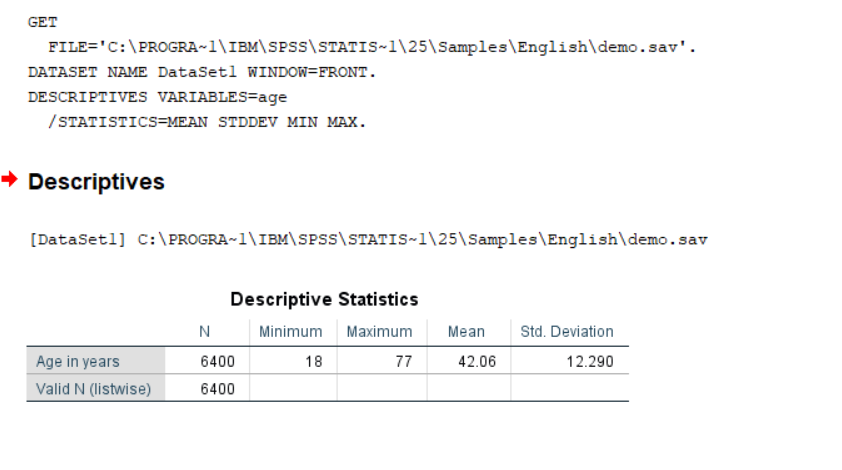 GET
FILE='C:\PROGRA~1\IBM\SPSS\STATIS~1\25\Samples\English\demo.sav'.
DATASET NAME DataSet1 WINDOW=FRONT.
DESCRIPTIVES VARIABLES=age
/STATISTICS=MEAN STDDEV MIN MAX.
Descriptives
[DataSet1] C:\PROGRA~1\IBM\SPSS\STATIS~1\25\Samples\English\demo.sav
Descriptive Statistics
N Minimum Maximum Mean Std. Deviation
Age in years 6400 18 77 42.06 12.290
Valid N (listwise) 6400